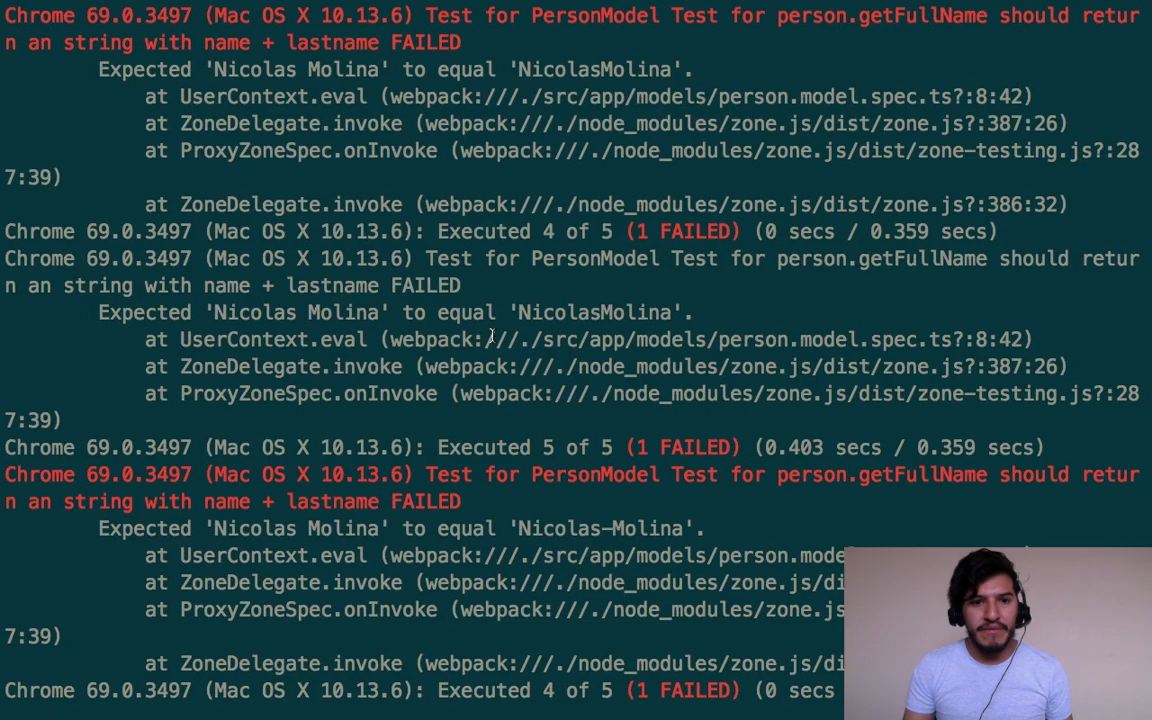 Chrome 69.0.3497 (Mac OS X 10.13.6) Test for PersonModel Test for person.getFullName should retur
n an string with name + lastname FAILED
Expected 'Nicolas Molina' to equal 'NicolasMolina'.
at UserContext.eval (webpack:///./src/app/models/person.model.spec.ts?:8:42)
at ZoneDelegate.invoke (webpack:///./node_modules/zone.js/dist/zone.js?:387:26)
at ProxyZoneSpec.onInvoke (webpack:///./node_modules/zone.js/dist/zone-testing.js?:28
7:39)
at ZoneDelegate.invoke (webpack:///./node_modules/zone.js/dist/zone.js?:386:32)
Chrome 69.0.3497 (Mac OS X 10.13.6): Executed 4 of 5 (1 FAILED) (0 secs / 0.359 secs)
Chrome 69.0.3497 (Mac OS X 10.13.6) Test for PersonModel Test for person.getFullName should retur
n an string with name + lastname FAILED
Expected 'Nicolas Molina' to equal 'NicolasMolina'.
at UserContext.eval (webpack:///./src/app/models/person.model.spec.ts?:8:42)
at ZoneDelegate.invoke (webpack:///./node_modules/zone.js/dist/zone.js?:387:26)
at ProxyZoneSpec.onInvoke (webpack:///./node_modules/zone.js/dist/zone-testing.js?:28
7:39)
Chrome 69.0.3497 (Mac OS X 10.13.6): Executed 5 of 5 (1 FAILED) (0.403 secs / 0.359 secs)
Chrome 69.0.3497 (Mac OS X 10.13.6) Test for PersonModel Test for person.getFullName should retur
n an string with name + lastname FAILED
Expected 'Nicolas Molina' to equal 'Nicolas-Molina'.
at UserContext.eval (webpack:///./src/app/models/person.mode
at ZoneDelegate.invoke (webpack:///./node_modules/zone.js/di
at ProxyZoneSpec.onInvoke (webpack:///./node_modules/zone.js
7:39)
at ZoneDelegate.invoke (webpack:///./node_modules/zone.js/di
Chrome 69.0.3497 (Mac OS X 10.13.6): Executed 4 of 5 (1 FAILED) (0 secs